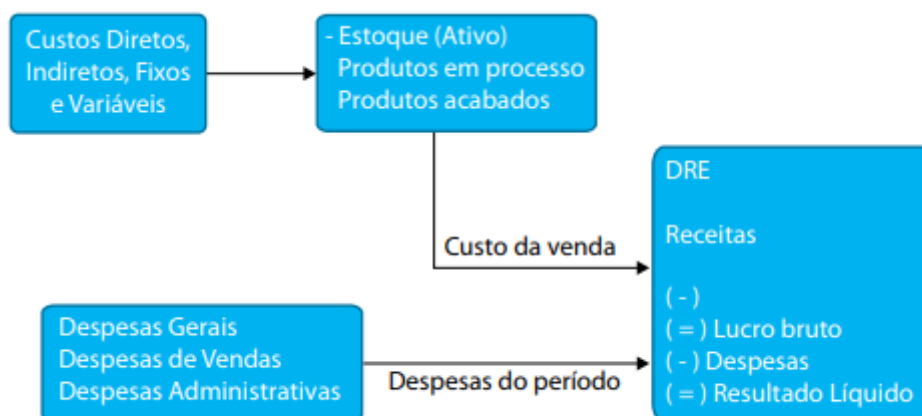 Custos Diretos,
Indiretos, Fixos
e Variáveis
- Estoque (Ativo)
Produtos em processo
Produtos acabados
Custo da venda
DRE
Receitas
( - )
( = ) Lucro bruto
( - ) Despesas
( = ) Resultado Líquido
Despesas Gerais
Despesas de Vendas
Despesas Administrativas
Despesas do período